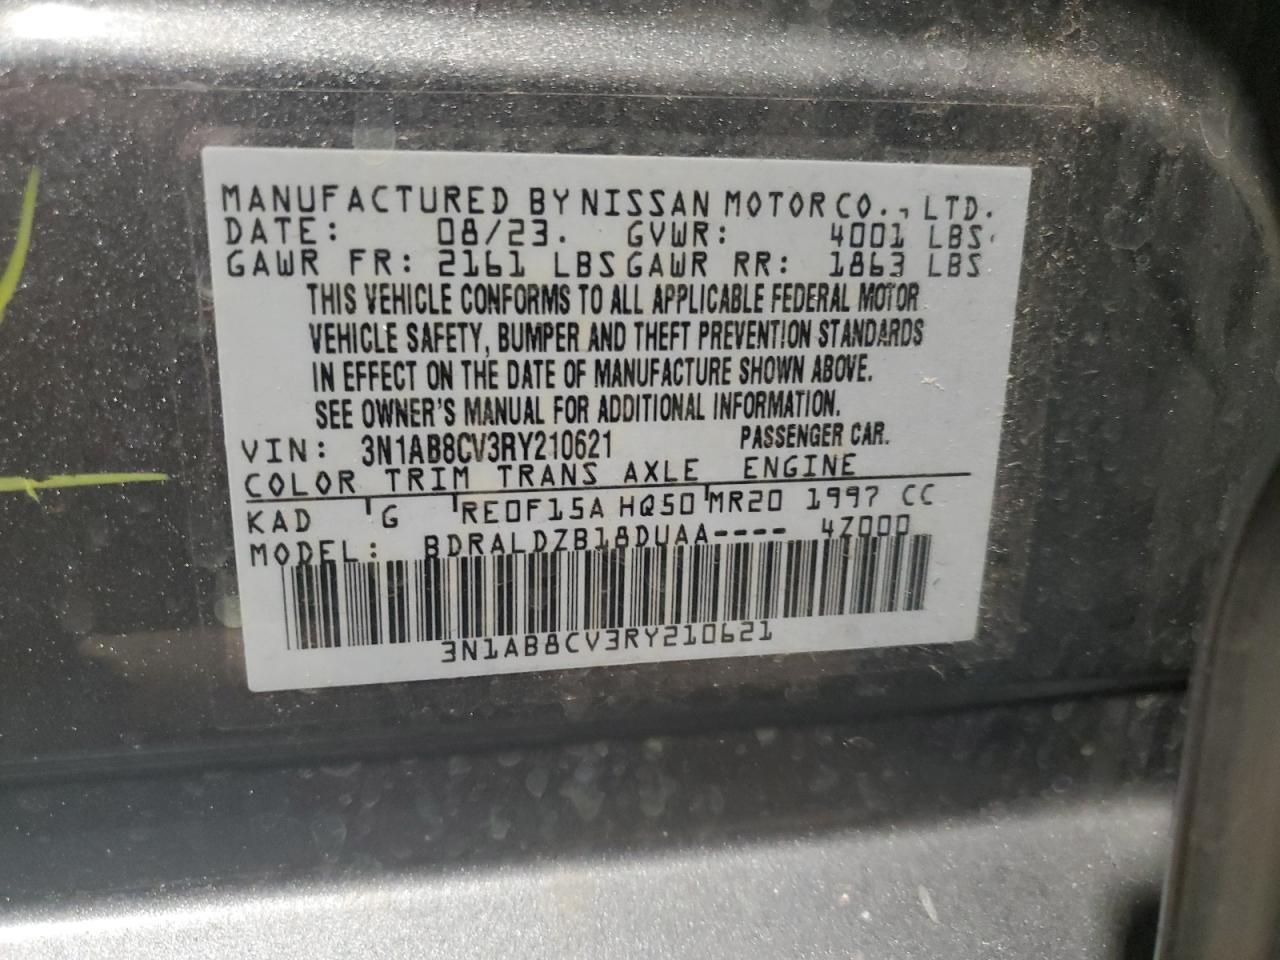 MANUFACTURED BY NISSAN MOTOR CO., LTD.
DATE: 08/23. GVWR: 4001 LBS
GAWR FR: 2161 LBS GAWR RR: 1863 LBS
THIS VEHICLE CONFORMS TO ALL APPLICABLE FEDERAL MOTOR
VEHICLE SAFETY, BUMPER AND THEFT PREVENTION STANDARDS
IN EFFECT ON THE DATE OF MANUFACTURE SHOWN ABOVE.
SEE OWNER'S MANUAL FOR ADDITIONAL INFORMATION.
VIN: 3N1AB8CV3RY210621 PASSENGER CAR.
COLOR TRIM TRANS AXLE ENGINE
KAD G RE0F15A HQ50 MR20 1997 CC
MODEL: BDRALDZB18DUAA---- 4Z000
3N1AB8CV3RY210621